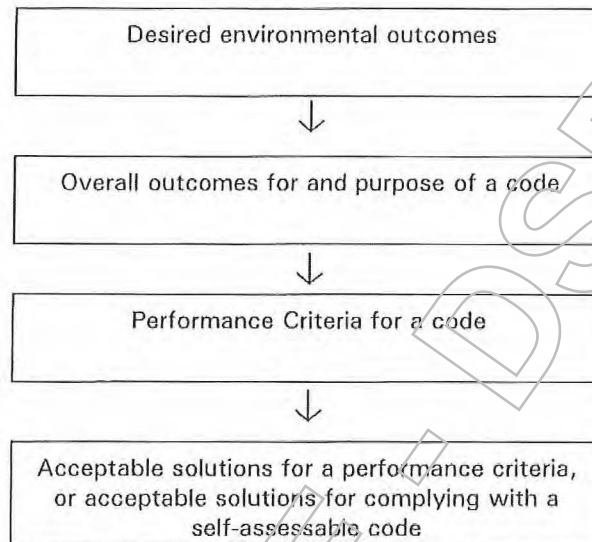 Desired environmental outcomes
Overall outcomes for and purpose of a code
Performance Criteria for a code
Acceptable solutions for a performance criteria,
or acceptable solutions for complying with a
self-assessable code